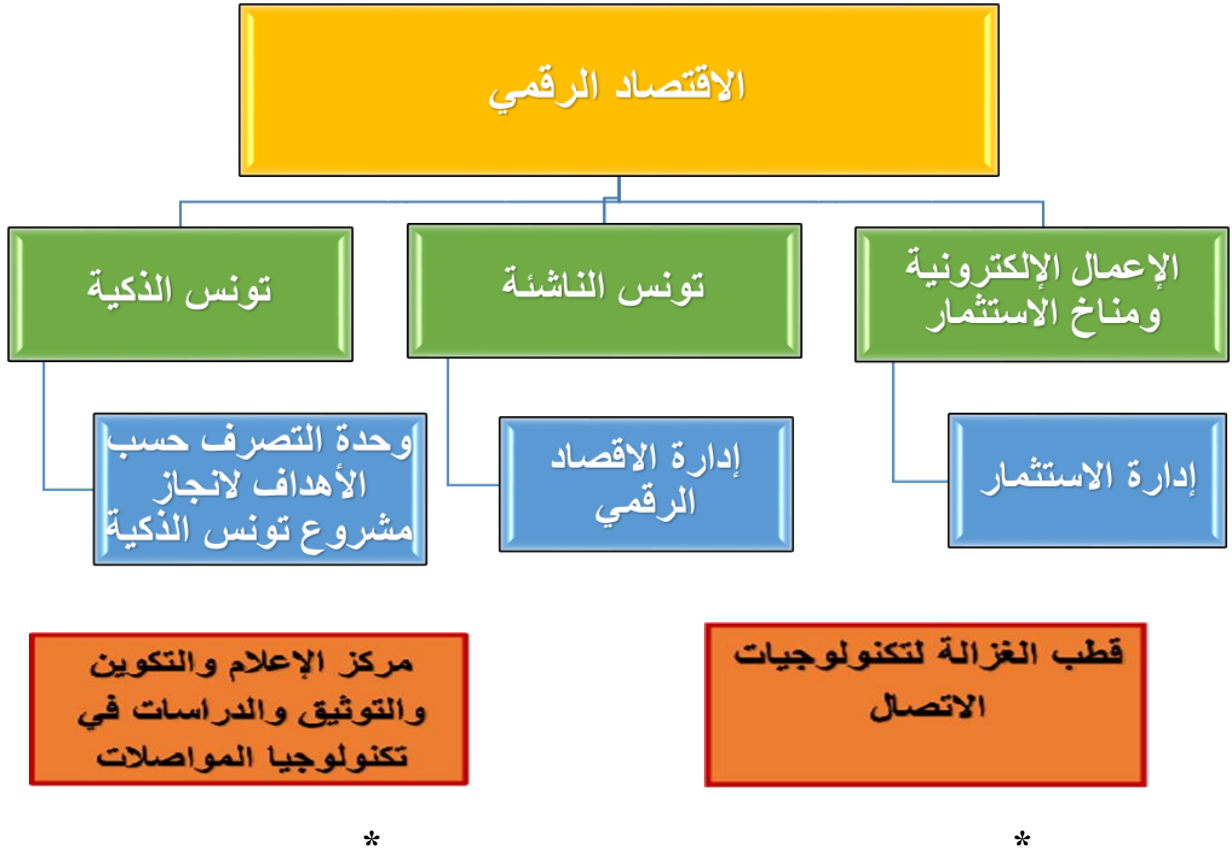 الاقتصاد الرقمي
الإعمال الإلكترونية
ومناخ الاستثمار
تونس الناشئة
تونس الذكية
إدارة الاستثمار
إدارة الاقصاد
الرقمي
وحدة التصرف حسب
الأهداف لانجاز
مشروع تونس الذكية
قطب الغزالة لتكنولوجيات
الاتصال
مركز الإعلام والتكوين
والتوثيق والدراسات في
تكنولوجيا المواصلات
*
*